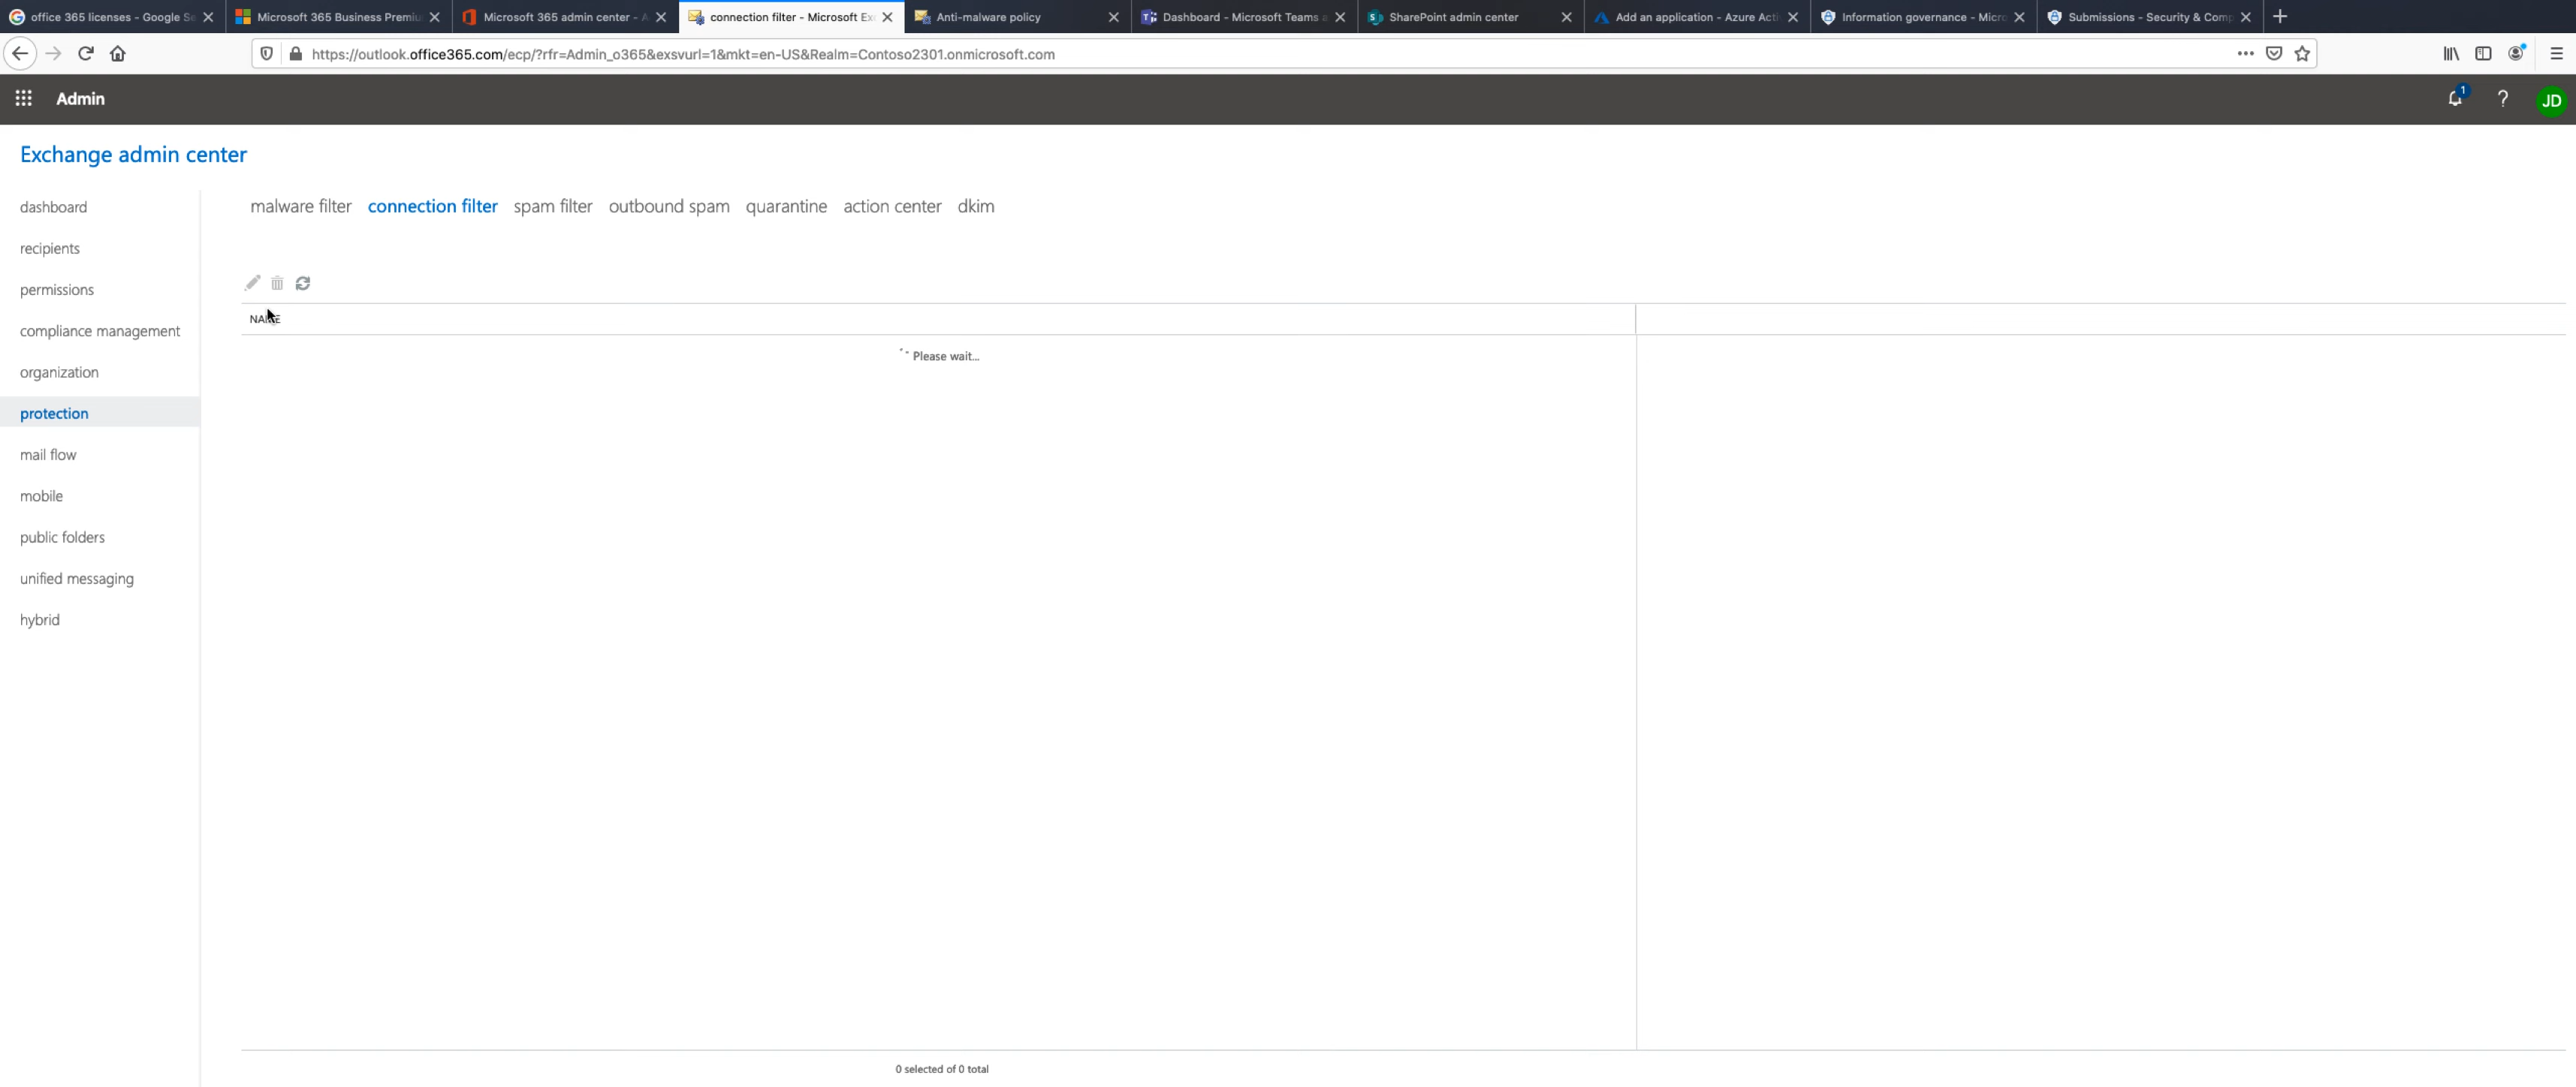 office 365 licenses - Google Se
Microsoft 365 Business Premiu
Microsoft 365 admin center - A
connection filter - Microsoft Exc
Anti-malware policy
Dashboard - Microsoft Teams a
SharePoint admin center
Add an application - Azure Acti
Information governance - Micro
Submissions - Security & Comp
https://outlook.office365.com/ecp/?rfr=Admin_o365&exsvurl=1&mkt=en-US&Realm=Contoso2301.onmicrosoft.com
Admin
1
?
JD
Exchange admin center
dashboard
recipients
permissions
compliance management
organization
protection
mail flow
mobile
public folders
unified messaging
hybrid
malware filter connection filter spam filter outbound spam quarantine action center dkim
NAME
Please wait...
0 selected of 0 total